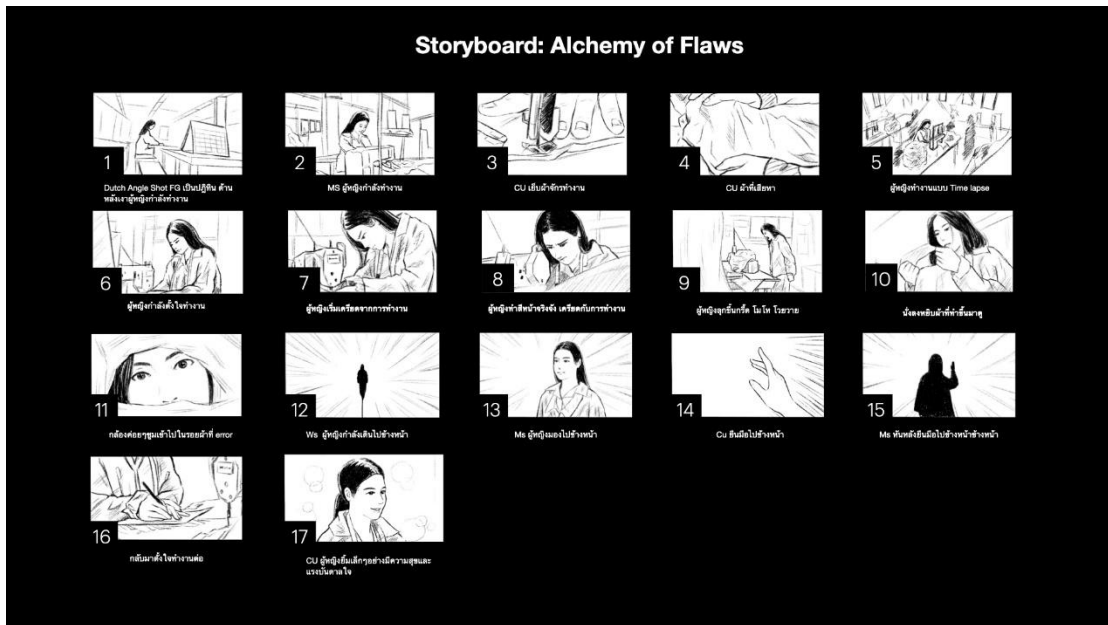 Storyboard: Alchemy of Flaws
1
Dutch Angle Shot FG เป็นปฏิทิน ด้าน
หลังเงาผู้หญิงกำลังทำงาน
2
MS ผู้หญิงกำลังทำงาน
3
CU เย็บผ้าจักรทำงาน
4
CU ผ้าที่เสียหา
5
ผู้หญิงทำงานแบบ Time lapse
6
ผู้หญิงกำลังตั้งใจทำงาน
7
ผู้หญิงเริ่มเครียดจากการทำงาน
8
ผู้หญิงทำสีหน้าจริงจัง เครียดกับการทำงาน
9
ผู้หญิงลุกขึ้นกรี๊ด โมโห โวยวาย
10
นั่งลงหยิบผ้าที่ทำขึ้นมาดู
11
กล้องค่อยๆซูมเข้าไปในรอยผ้าที่ error
12
Ws ผู้หญิงกำลังเดินไปข้างหน้า
13
Ms ผู้หญิงมองไปข้างหน้า
14
Cu ยืนมือไปข้างหน้า
15
Ms หันหลังยืนมือไปข้างหน้าข้างหน้า
16
กลับมาตั้งใจทำงานต่อ
17
CU ผู้หญิงยิ้มเล็กๆอย่างมีความสุขและ
แรงบันดาลใจ